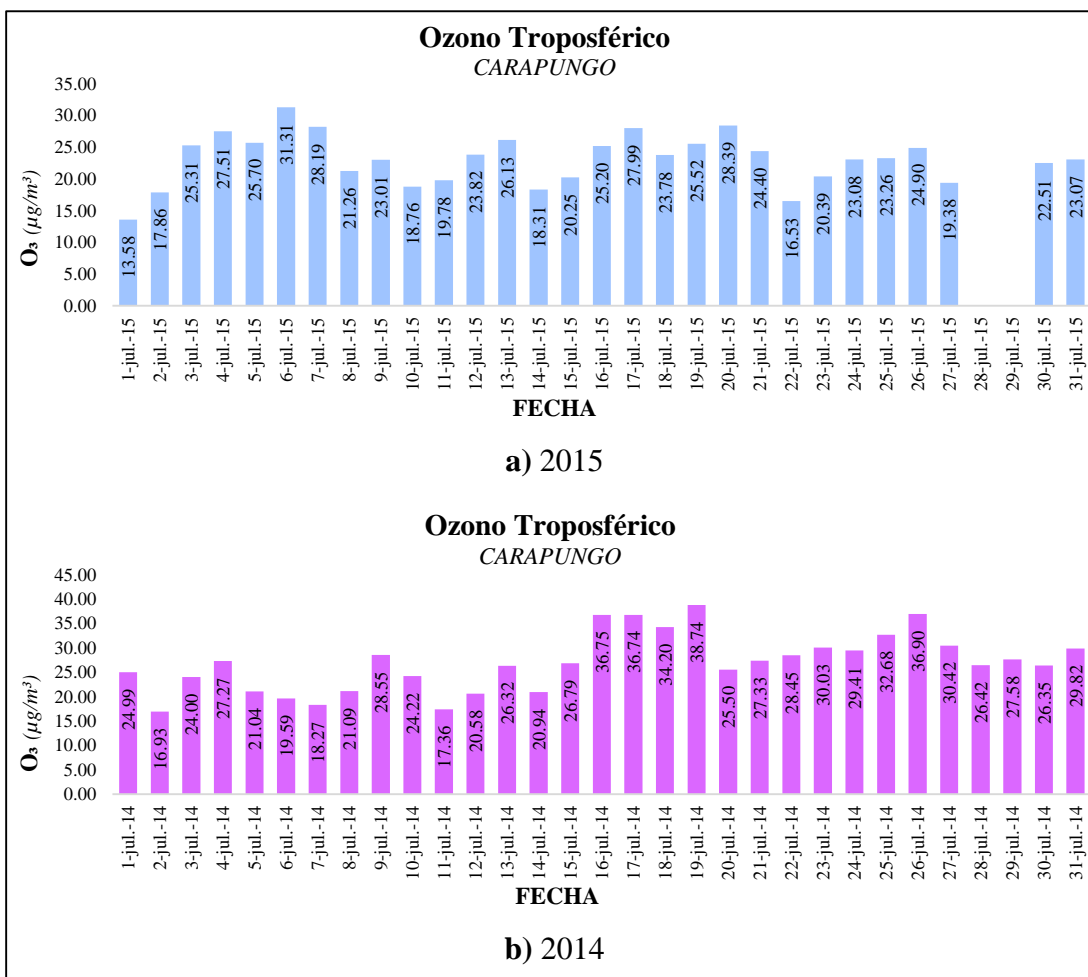 Ozono Troposférico
CARAPUNGO
35.00
30.00
25.00
20.00
15.00
10.00
5.00
0.00
O₃ (µg/m³)
13.58
17.86
25.31
27.51
25.70
31.31
28.19
21.26
23.01
18.76
19.78
23.82
26.13
18.31
20.25
25.20
27.99
23.78
25.52
28.39
24.40
16.53
20.39
23.08
23.26
24.90
19.38
22.51
23.07
1-jul.-15
2-jul.-15
3-jul.-15
4-jul.-15
5-jul.-15
6-jul.-15
7-jul.-15
8-jul.-15
9-jul.-15
10-jul.-15
11-jul.-15
12-jul.-15
13-jul.-15
14-jul.-15
15-jul.-15
16-jul.-15
17-jul.-15
18-jul.-15
19-jul.-15
20-jul.-15
21-jul.-15
22-jul.-15
23-jul.-15
24-jul.-15
25-jul.-15
26-jul.-15
27-jul.-15
28-jul.-15
29-jul.-15
30-jul.-15
31-jul.-15
FECHA
a) 2015
Ozono Troposférico
CARAPUNGO
45.00
40.00
35.00
30.00
25.00
20.00
15.00
10.00
5.00
0.00
O₃ (µg/m³)
24.99
16.93
24.00
27.27
21.04
19.59
18.27
21.09
28.55
24.22
17.36
20.58
26.32
20.94
26.79
36.75
36.74
34.20
38.74
25.50
27.33
28.45
30.03
29.41
32.68
36.90
30.42
26.42
27.58
26.35
29.82
1-jul.-14
2-jul.-14
3-jul.-14
4-jul.-14
5-jul.-14
6-jul.-14
7-jul.-14
8-jul.-14
9-jul.-14
10-jul.-14
11-jul.-14
12-jul.-14
13-jul.-14
14-jul.-14
15-jul.-14
16-jul.-14
17-jul.-14
18-jul.-14
19-jul.-14
20-jul.-14
21-jul.-14
22-jul.-14
23-jul.-14
24-jul.-14
25-jul.-14
26-jul.-14
27-jul.-14
28-jul.-14
29-jul.-14
30-jul.-14
31-jul.-14
FECHA
b) 2014